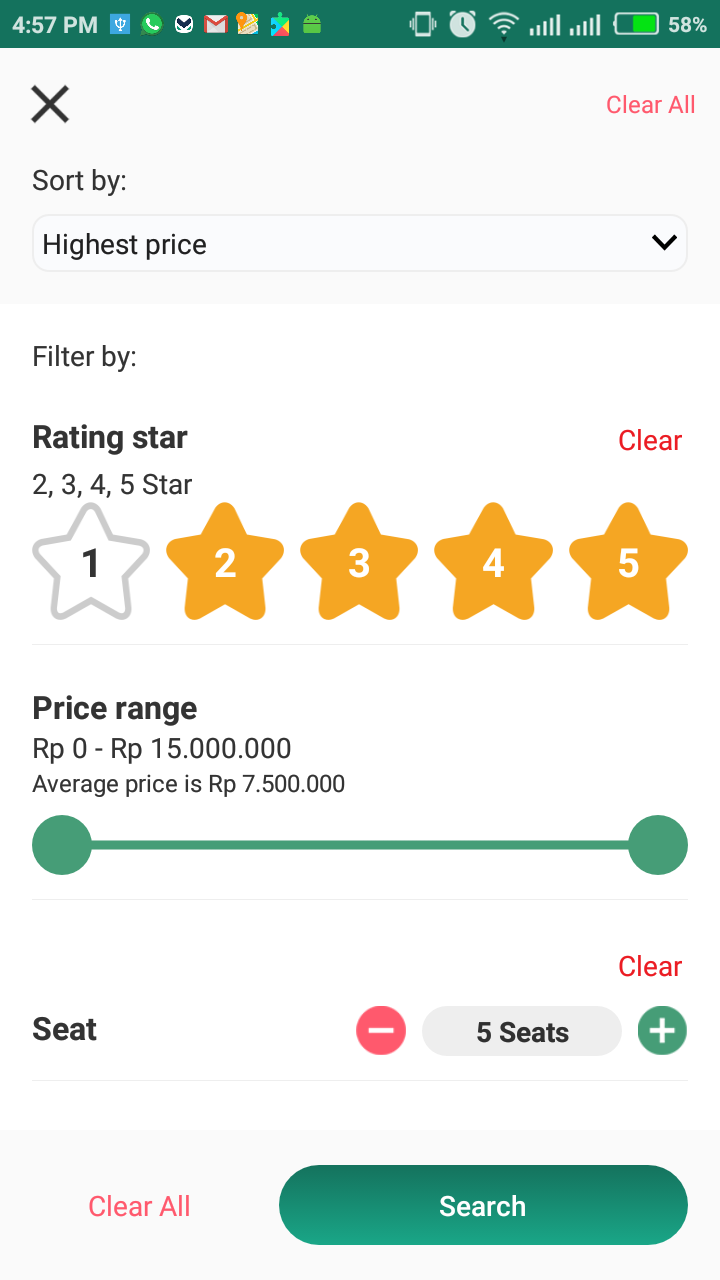 4:57 PM 58%
Clear All
Sort by:
Highest price
Filter by:
Rating star Clear
2, 3, 4, 5 Star
1 2 3 4 5
Price range
Rp 0 - Rp 15.000.000
Average price is Rp 7.500.000
Clear
Seat 5 Seats
Clear All Search